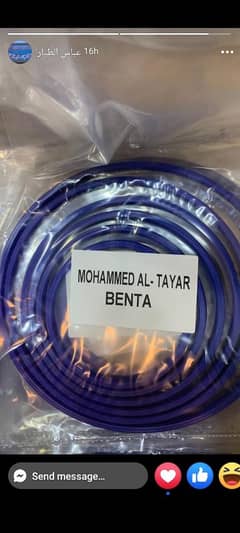 عباس الطيار 16h
MOHAMMED AL- TAYAR
BENTA
Send message...